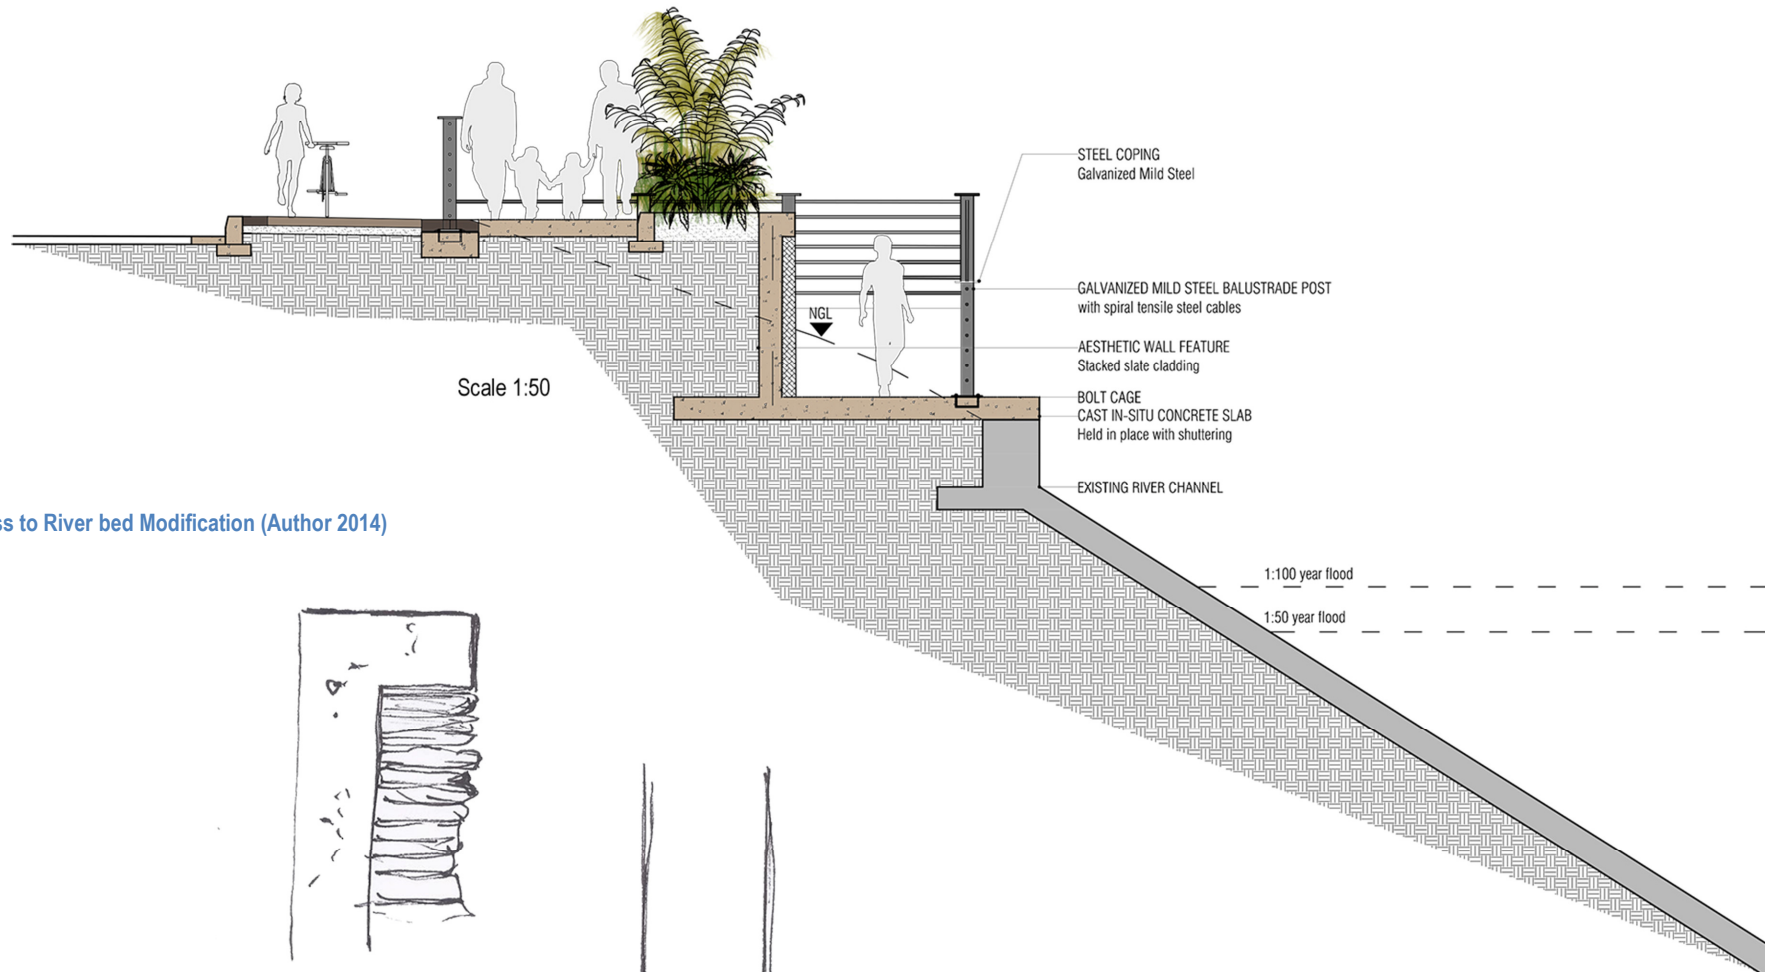 STEEL COPING
Galvanized Mild Steel
GALVANIZED MILD STEEL BALUSTRADE POST
with spiral tensile steel cables
NGL
AESTHETIC WALL FEATURE
Stacked slate cladding
Scale 1:50
BOLT CAGE
CAST IN-SITU CONCRETE SLAB
Held in place with shuttering
EXISTING RIVER CHANNEL
to River bed Modification (Author 2014)
1:100 year flood
1:50 year flood